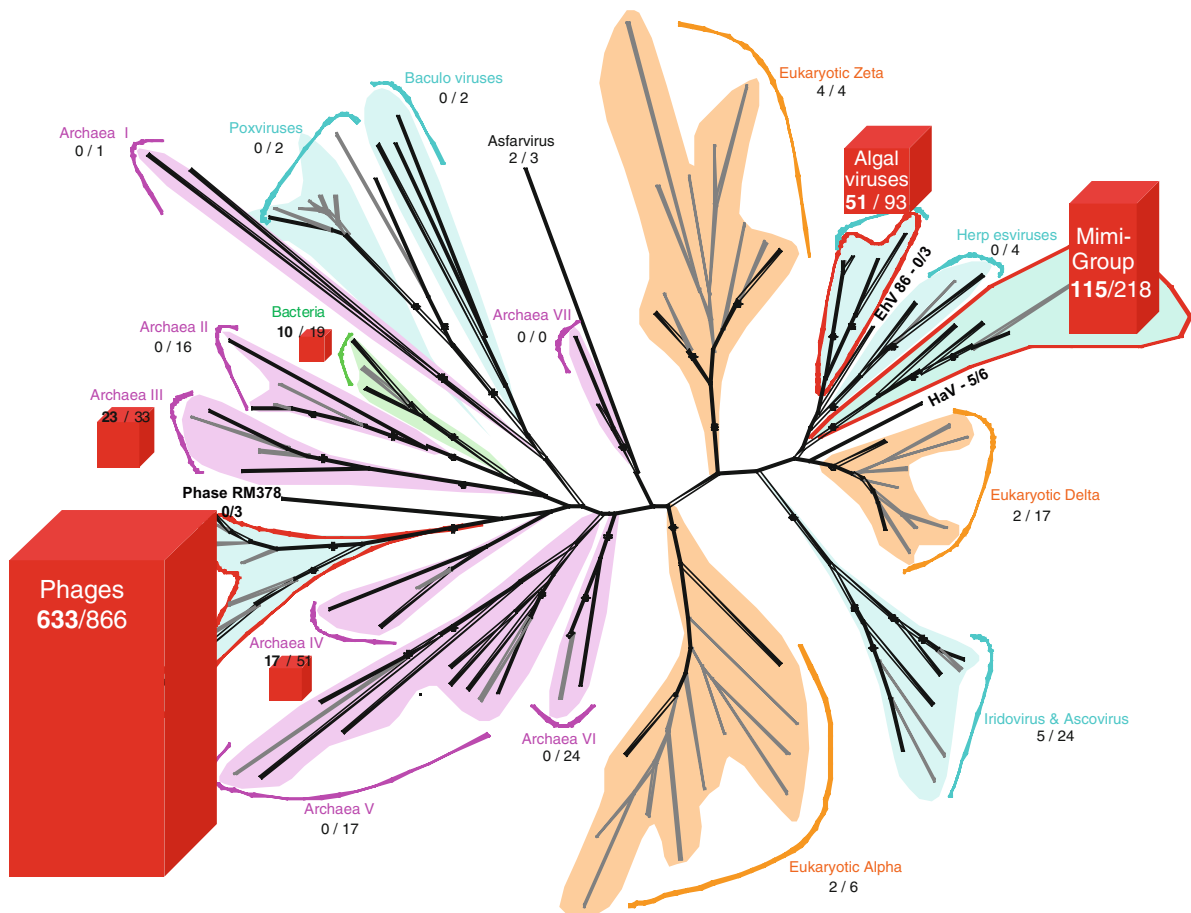 Eukaryotic Zeta
4 / 4
Baculo viruses
0 / 2
Poxviruses
0 / 2
Archaea I
0 / 1
Asfarvirus
2 / 3
Algal
viruses
51 / 93
Herp esviruses
0 / 4
Mimi-
Group
115/218
EhV 86 - 0/3
HaV - 5/6
Archaea VII
0 / 0
Bacteria
10 / 19
Archaea II
0 / 16
Archaea III
23 / 33
Phase RM378
0/3
Eukaryotic Delta
2 / 17
Phages
633/866
Archaea IV
17 / 51
Archaea VI
0 / 24
Iridovirus & Ascovirus
5 / 24
Archaea V
0 / 17
Eukaryotic Alpha
2 / 6